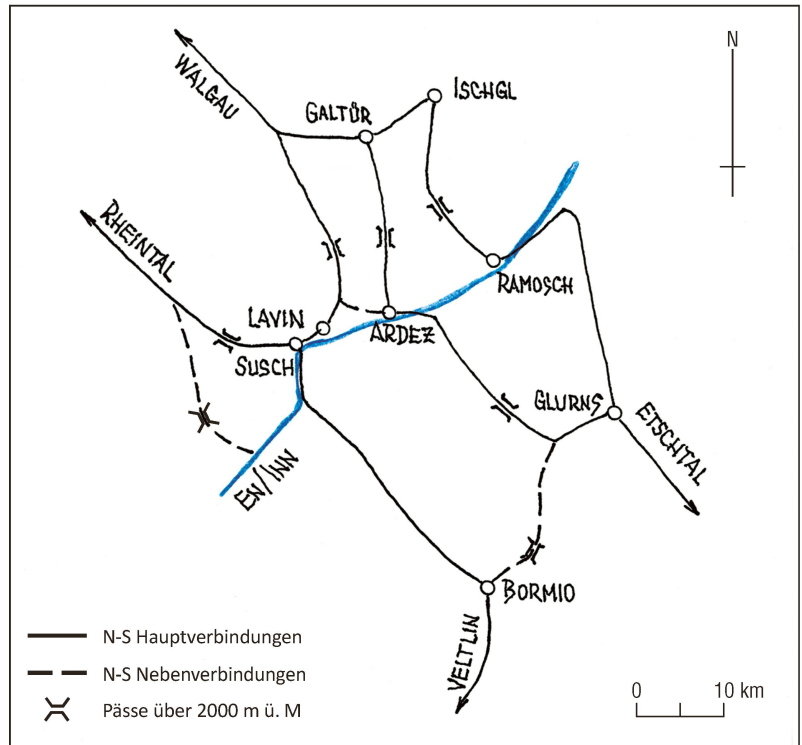 N
WALGAU
GALTÜR
ISCHGL
RHEINTAL
RAMOSCH
LAVIN
ARDEZ
SUSCH
GLURNS
ETSCHTAL
EN/INN
BORMIO
VELTLIN
N-S Hauptverbindungen
N-S Nebenverbindungen
Pässe über 2000 m ü. M
0 10 km